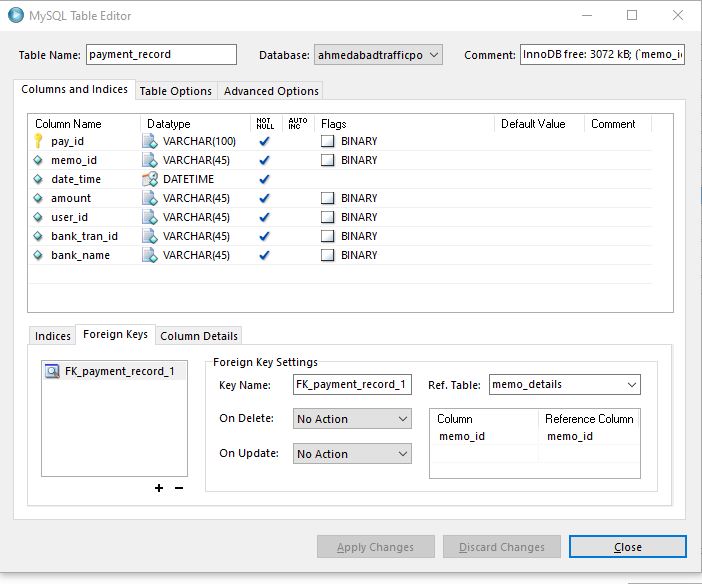 MySQL Table Editor
Table Name: payment_record Database: ahmedabadtrafficpo Comment: InnoDB free: 3072 kB; (`memo_i
Columns and Indices Table Options Advanced Options
Column Name Datatype NOT NULL AUTO INC Flags Default Value Comment
pay_id VARCHAR(100) BINARY
memo_id VARCHAR(45) BINARY
date_time DATETIME
amount VARCHAR(45) BINARY
user_id VARCHAR(45) BINARY
bank_tran_id VARCHAR(45) BINARY
bank_name VARCHAR(45) BINARY
Indices Foreign Keys Column Details
FK_payment_record_1
Foreign Key Settings
Key Name: FK_payment_record_1 Ref. Table: memo_details
On Delete: No Action
Column Reference Column
memo_id memo_id
On Update: No Action
Apply Changes Discard Changes Close